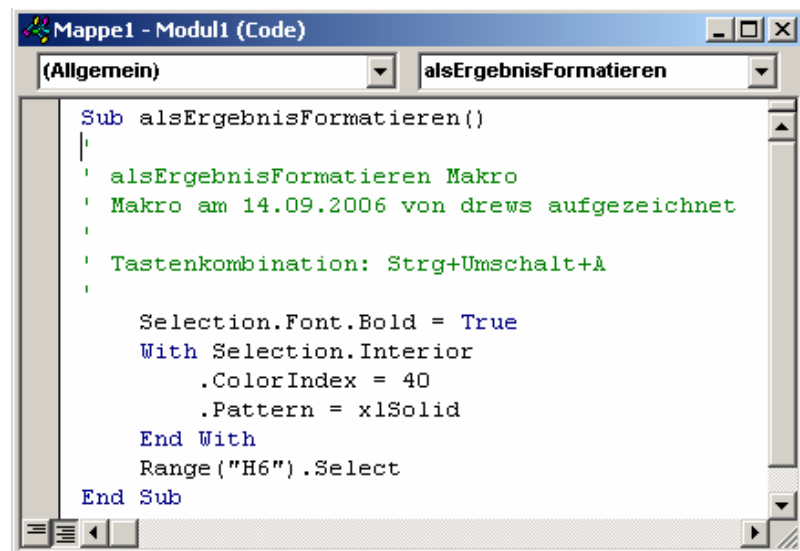 Mappe1 - Modul1 (Code)
(Allgemein) alsErgebnisFormatieren
Sub alsErgebnisFormatieren()
'
' alsErgebnisFormatieren Makro
' Makro am 14.09.2006 von drews aufgezeichnet
'
' Tastenkombination: Strg+Umschalt+A
'
    Selection.Font.Bold = True
    With Selection.Interior
        .ColorIndex = 40
        .Pattern = xlSolid
    End With
    Range("H6").Select
End Sub